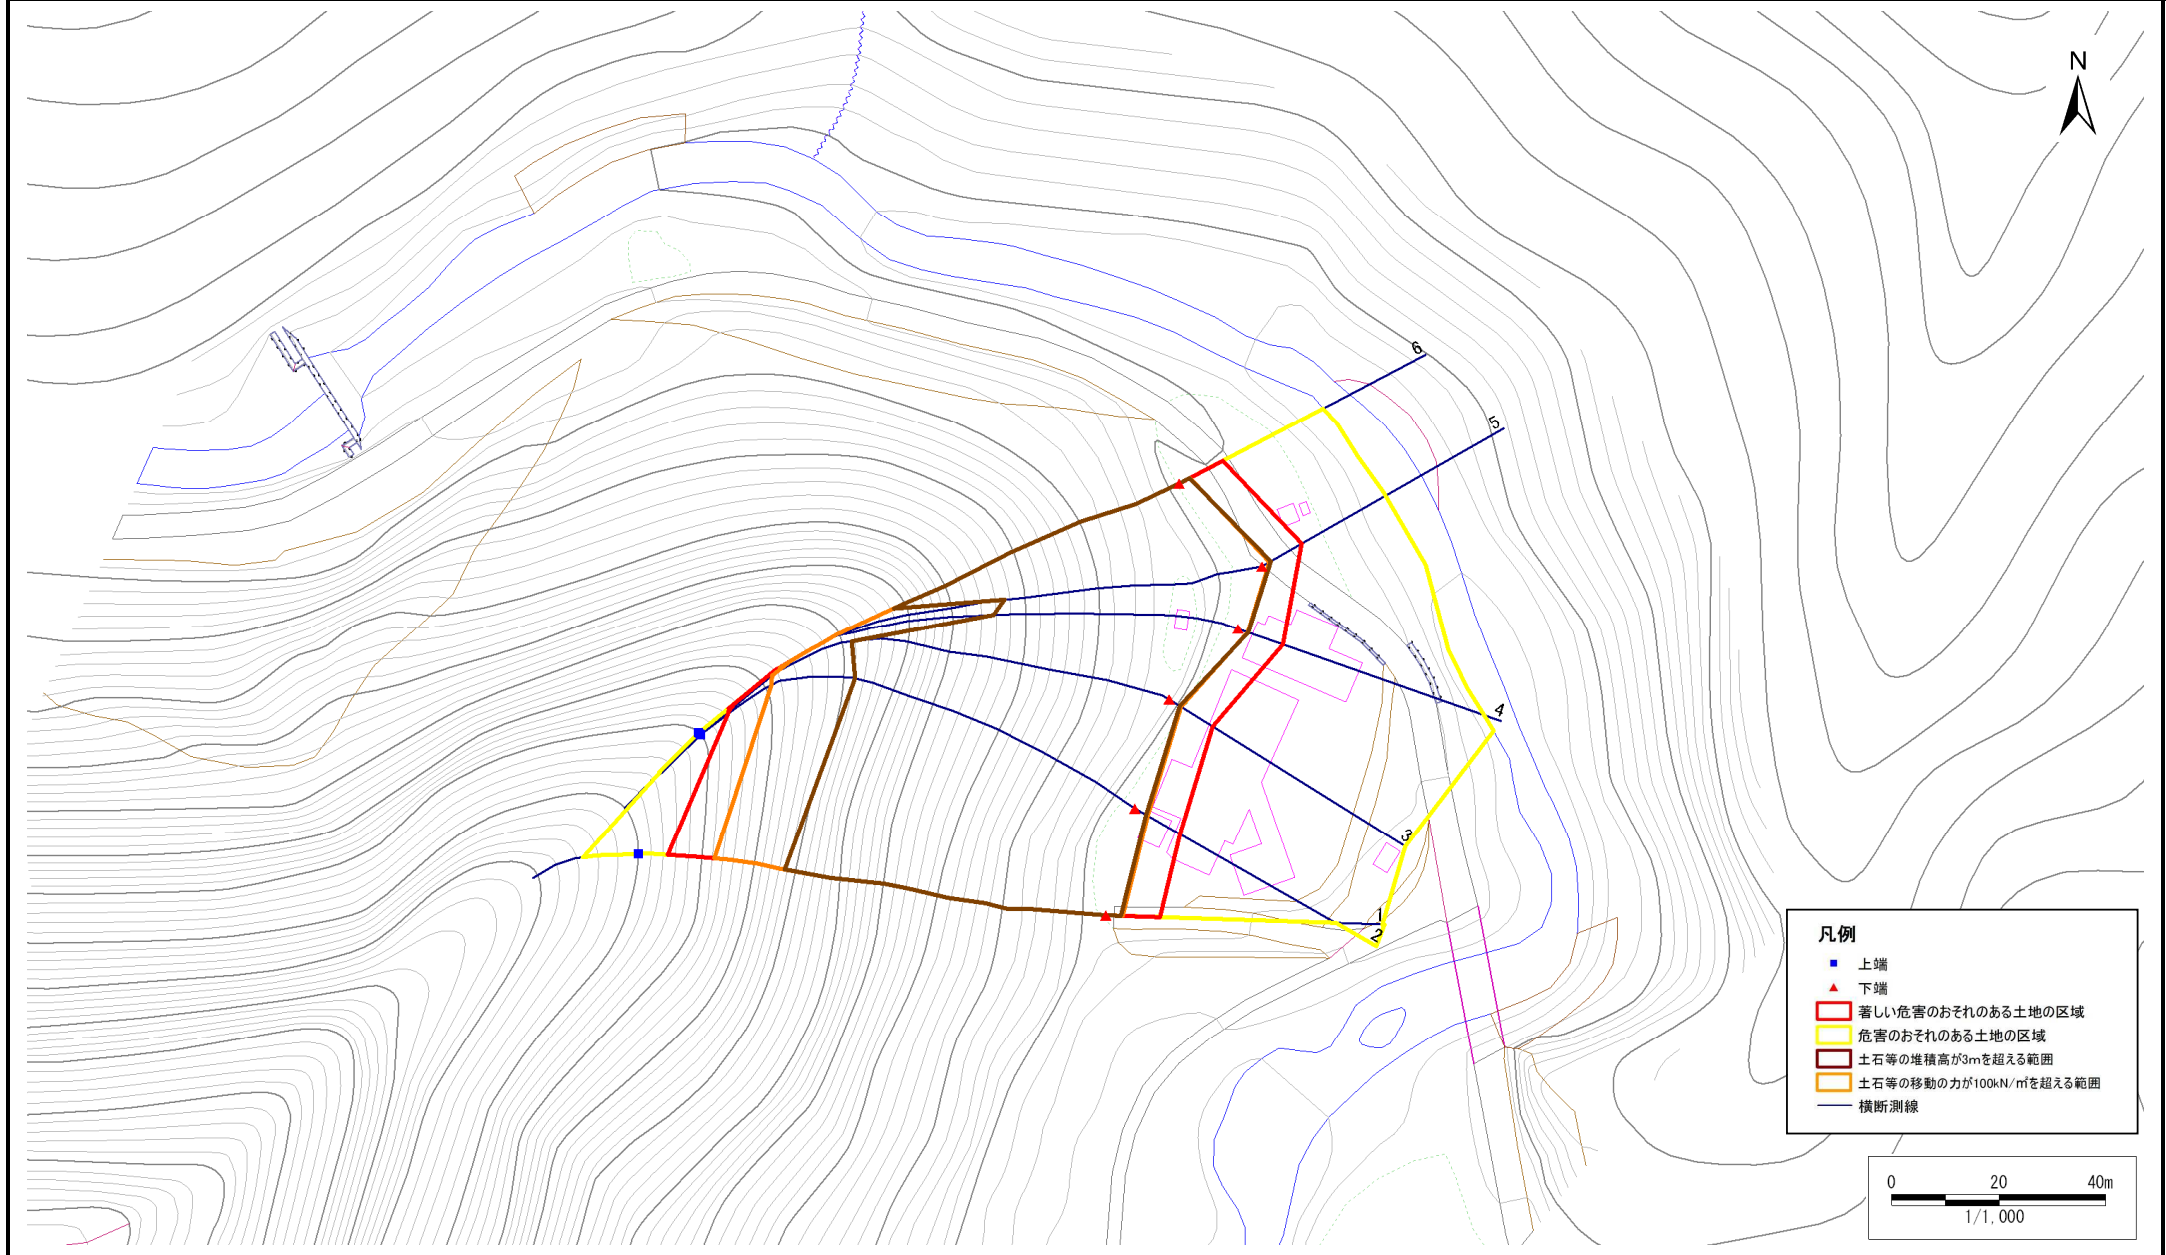 N
6
5
4
3
1
2
凡例
上端
下端
著しい危害のおそれのある土地の区域
危害のおそれのある土地の区域
土石等の堆積高が3mを超える範囲
土石等の移動の力が100kN/㎡を超える範囲
横断測線
0 20 40m
1/1,000